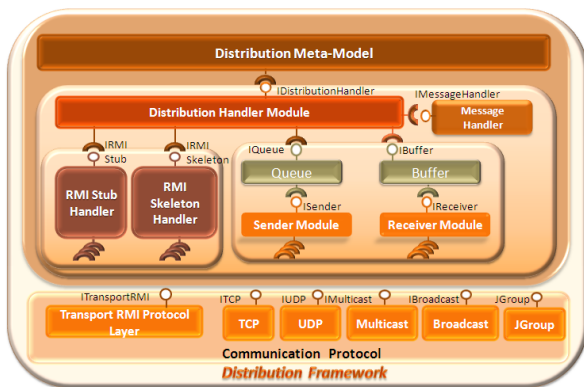 Distribution Meta-Model
IDistributionHandler
IMessageHandler
Distribution Handler Module
Message
Handler
IRMI
Stub
IRMI
Skeleton
IQueue
IBuffer
RMI Stub
Handler
RMI
Skeleton
Handler
Queue
Buffer
ISender
IReceiver
Sender Module
Receiver Module
ITransportRMI
ITCP
IUDP
IMulticast
IBroadcast
JGroup
Transport RMI Protocol
Layer
TCP
UDP
Multicast
Broadcast
JGroup
Communication Protocol
Distribution Framework